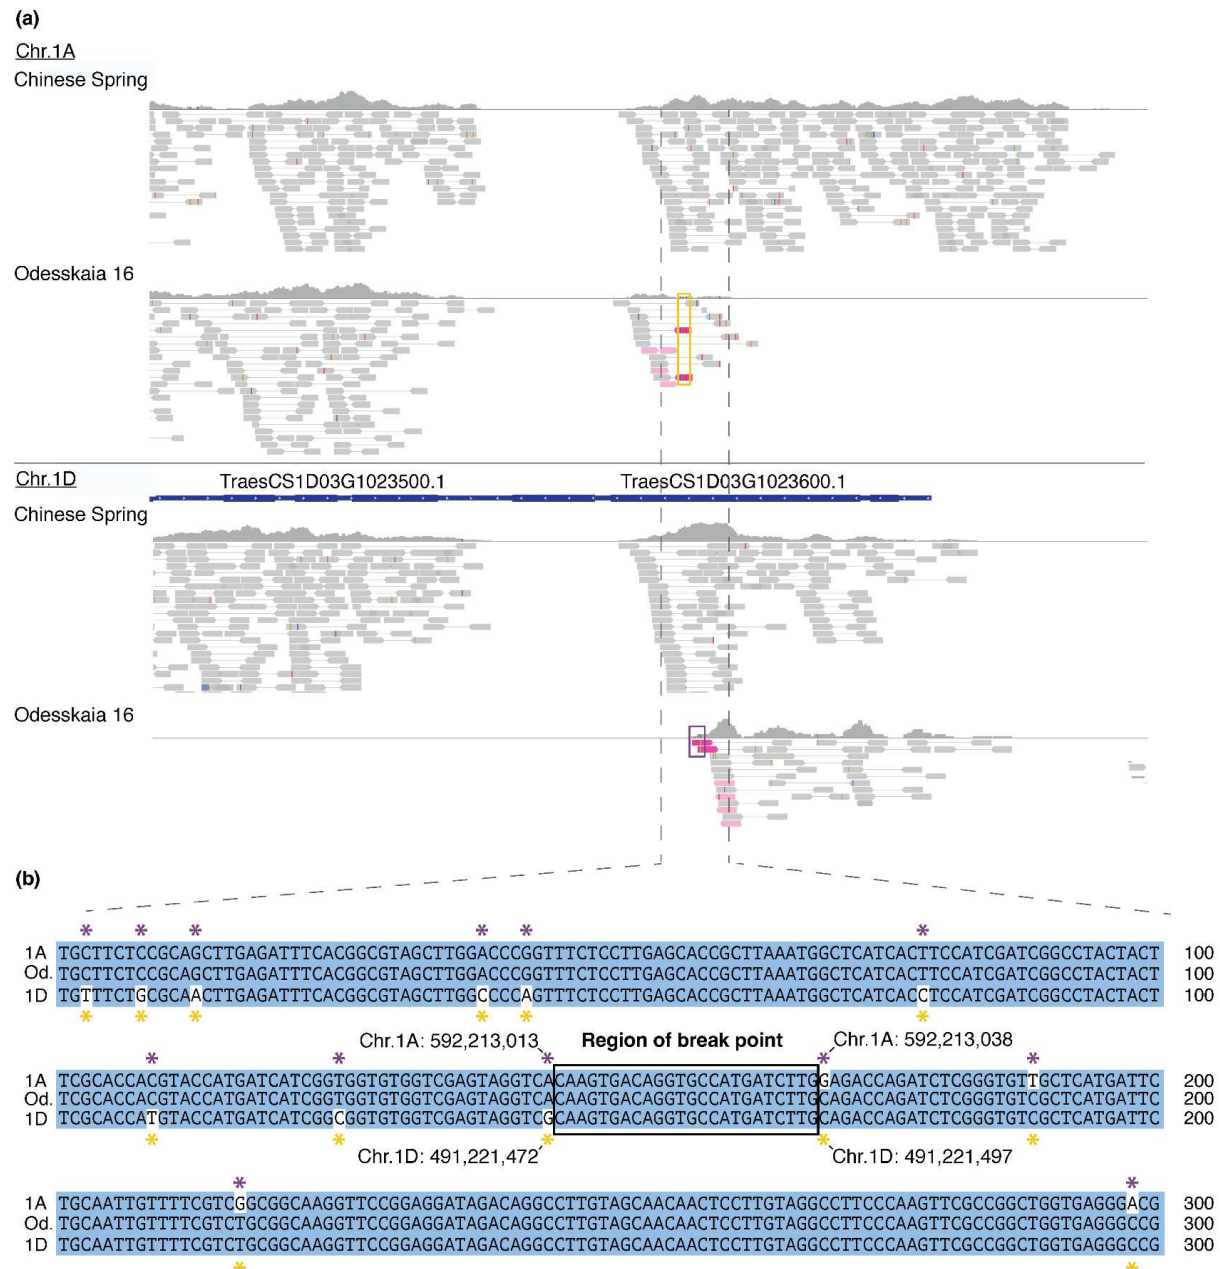 (a)
Chr.1A
Chinese Spring
Odesskaia 16
Chr.1D
TraesCS1D03G1023500.1 TraesCS1D03G1023600.1
Chinese Spring
Odesskaia 16
(b)
* * * * * *
1A TGCTTCTCCGCAGCTTGAGATTTCACGGCGTAGCTTGGACCCGGTTTCTCCTTGAGCACCGCTTAAATGGCTCATCACTTCCATCGATCGGCCTACTACT 100
Od. TGCTTCTCCGCAGCTTGAGATTTCACGGCGTAGCTTGGACCCGGTTTCTCCTTGAGCACCGCTTAAATGGCTCATCACTTCCATCGATCGGCCTACTACT 100
1D TGTTTCTGCGCAACTTGAGATTTCACGGCGTAGCTTGGCCCCAGTTTCTCCTTGAGCACCGCTTAAATGGCTCATCACCTCCATCGATCGGCCTACTACT 100
* * * * * *
Chr.1A: 592,213,013 Region of break point Chr.1A: 592,213,038
* * * * *
1A TCGCACCACGTACCATGATCATCGGTGGTGTGGTCGAGTAGGTCACAAGTGACAGGTGCCATGATCTTGGAGACCAGATCTCGGGTGTTGCTCATGATTC 200
Od. TCGCACCACGTACCATGATCATCGGTGGTGTGGTCGAGTAGGTCACAAGTGACAGGTGCCATGATCTTGCAGACCAGATCTCGGGTGTCGCTCATGATTC 200
1D TCGCACCATGTACCATGATCATCGGCGGTGTGGTCGAGTAGGTCGCAAGTGACAGGTGCCATGATCTTGCAGACCAGATCTCGGGTGTCGCTCATGATTC 200
* * * * *
Chr.1D: 491,221,472 Chr.1D: 491,221,497
* *
1A TGCAATTGTTTTCGTCGGCGGCAAGGTTCCGGAGGATAGACAGGCCTTGTAGCAACAACTCCTTGTAGGCCTTCCCAAGTTCGCCGGCTGGTGAGGGACG 300
Od. TGCAATTGTTTTCGTCTGCGGCAAGGTTCCGGAGGATAGACAGGCCTTGTAGCAACAACTCCTTGTAGGCCTTCCCAAGTTCGCCGGCTGGTGAGGGCCG 300
1D TGCAATTGTTTTCGTCTGCGGCAAGGTTCCGGAGGATAGACAGGCCTTGTAGCAACAACTCCTTGTAGGCCTTCCCAAGTTCGCCGGCTGGTGAGGGCCG 300
* *